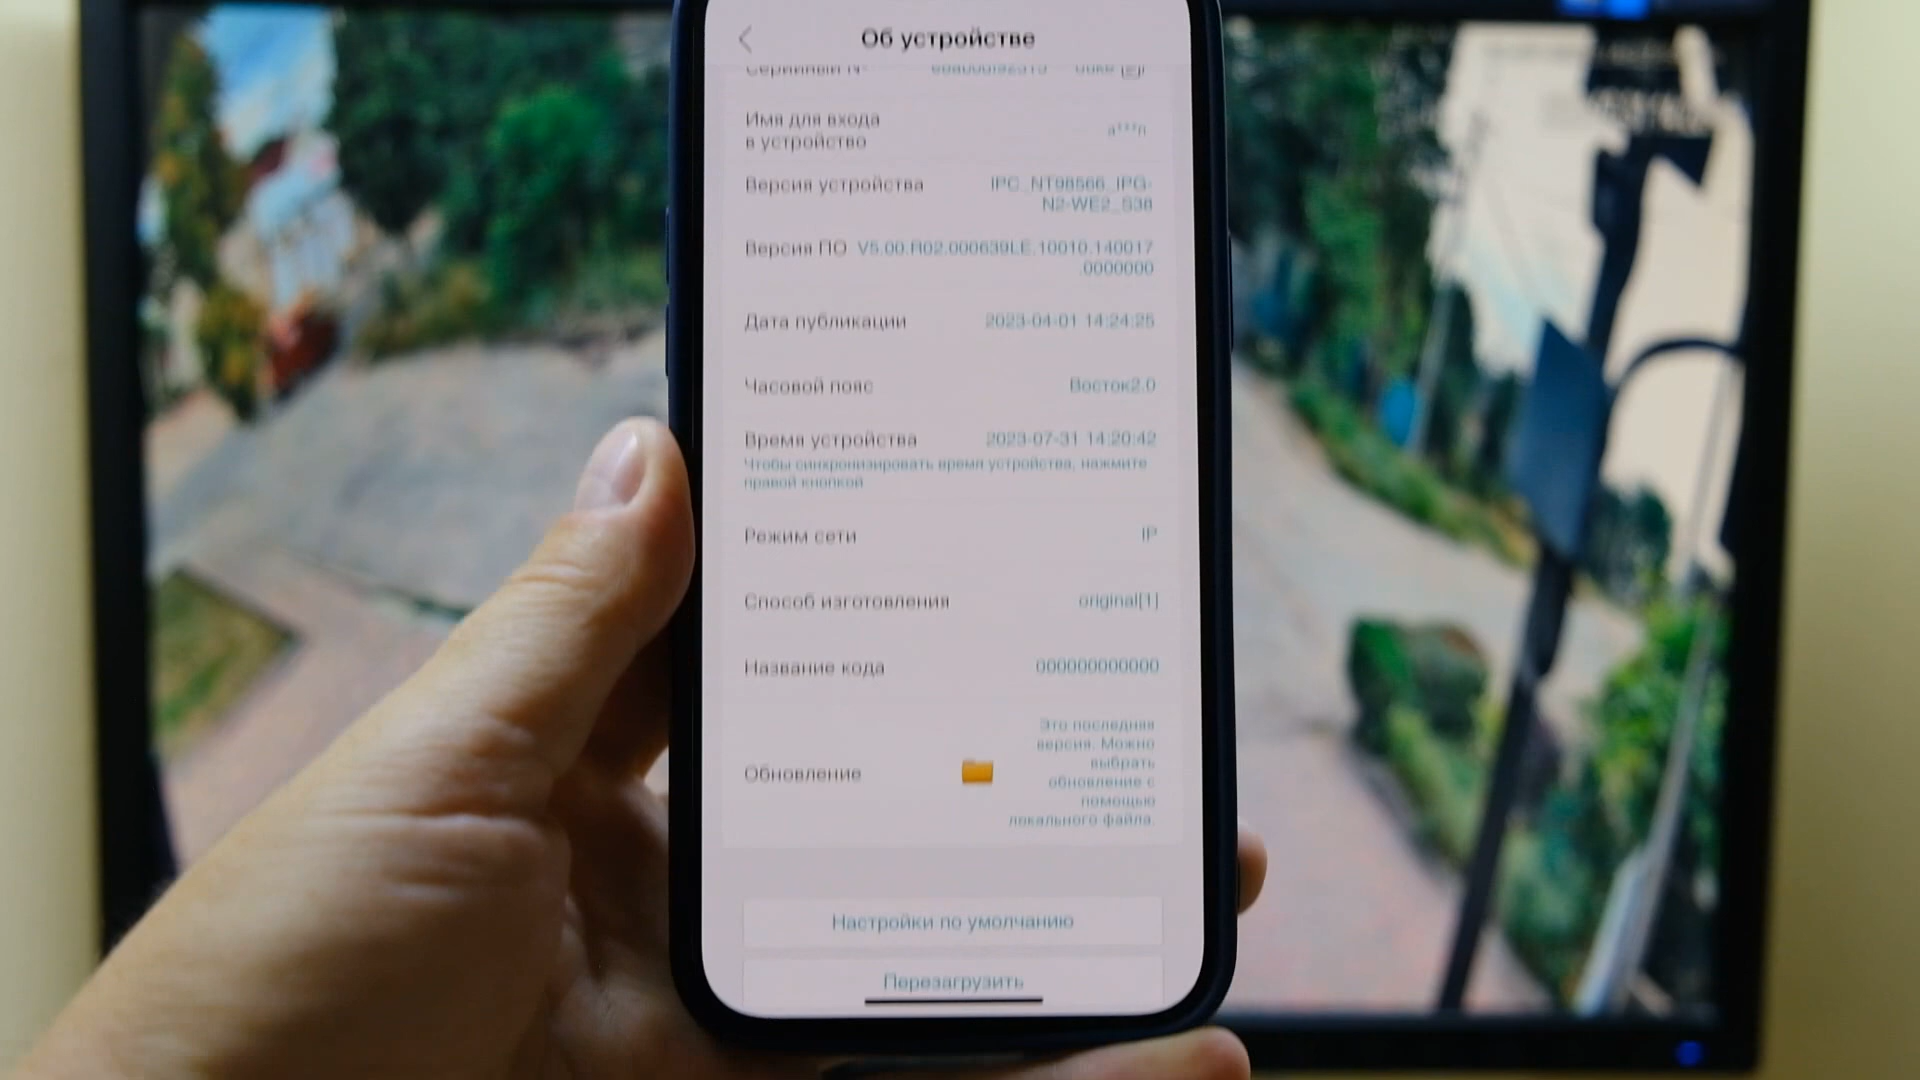 Об устройстве
Имя для входа
в устройство
a***n
Версия устройства
IPC_NT98566_IPG-
N2-WE2_S38
Версия ПО
V5.00.R02.000639LE.10010.140017
.0000000
Дата публикации
2023-04-01 14:24:25
Часовой пояс
Восток2.0
Время устройства
2023-07-31 14:20:42
Чтобы синхронизировать время устройства, нажмите
правой кнопкой
Режим сети
IP
Способ изготовления
original[1]
Название кода
000000000000
Обновление
Это последняя
версия. Можно
выбрать
обновление с
помощью
локального файла.
Настройки по умолчанию
Перезагрузить